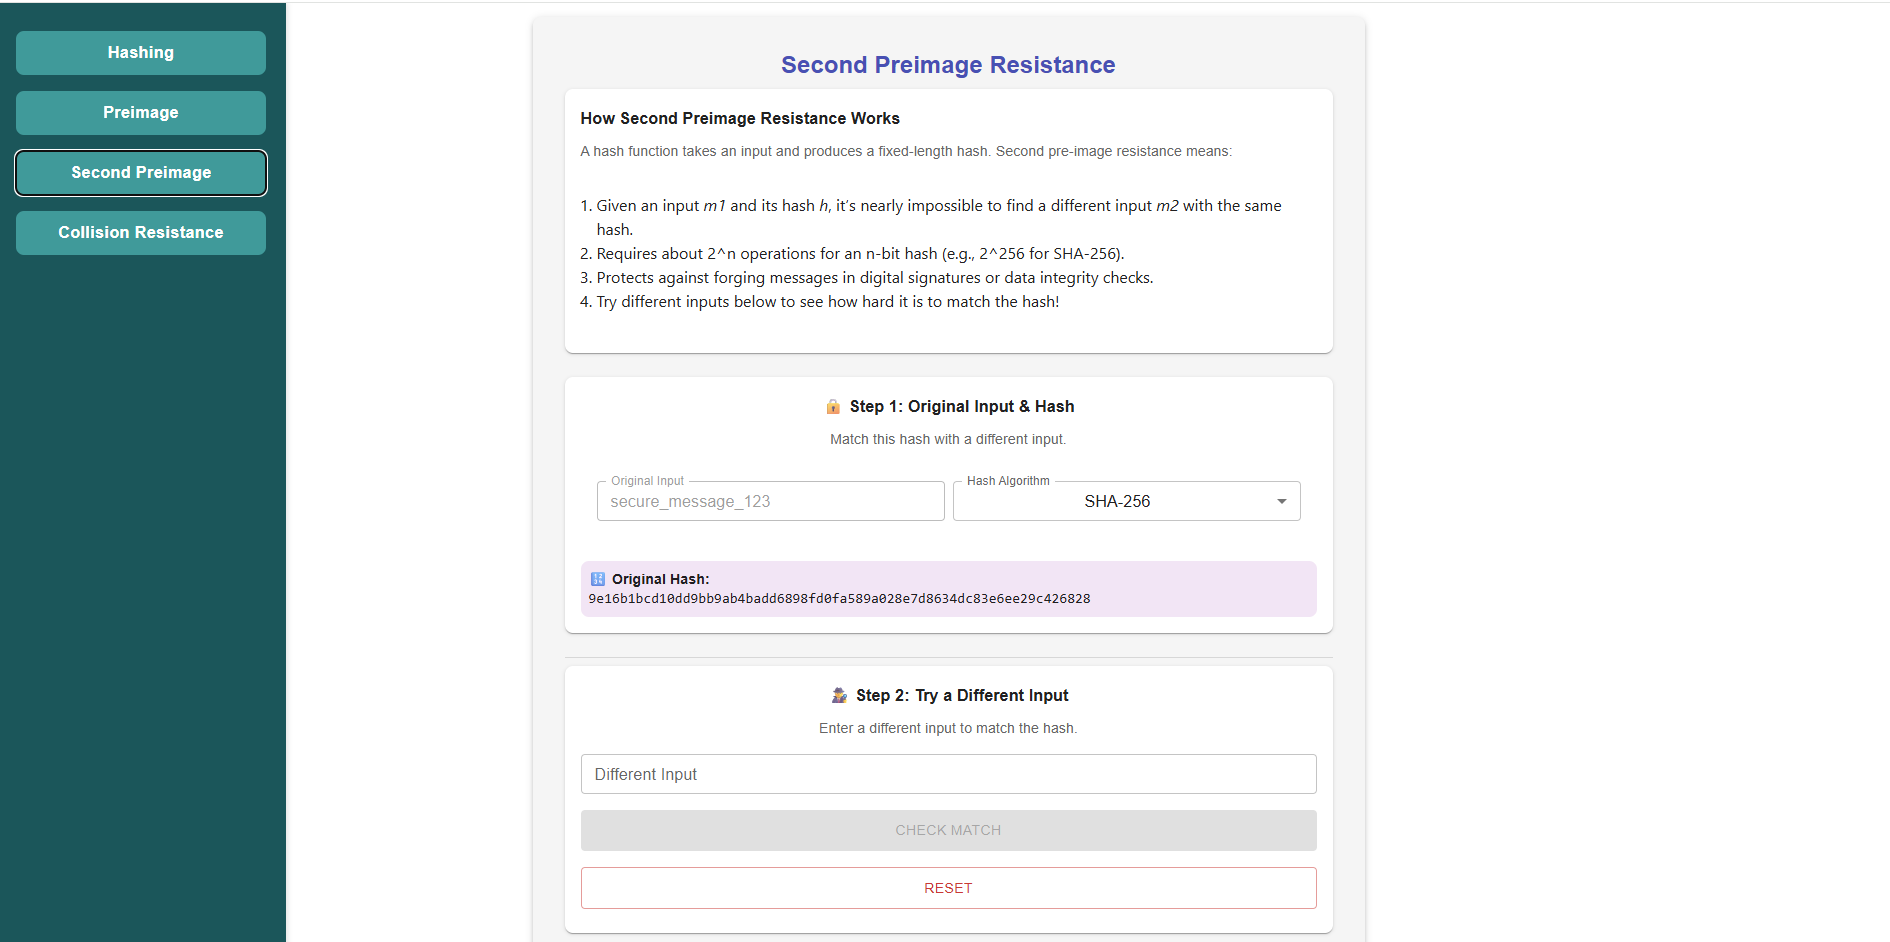 Hashing
Preimage
Second Preimage
Collision Resistance
Second Preimage Resistance
How Second Preimage Resistance Works
A hash function takes an input and produces a fixed-length hash. Second pre-image resistance means:
1. Given an input m1 and its hash h, it’s nearly impossible to find a different input m2 with the same
hash.
2. Requires about 2^n operations for an n-bit hash (e.g., 2^256 for SHA-256).
3. Protects against forging messages in digital signatures or data integrity checks.
4. Try different inputs below to see how hard it is to match the hash!
Step 1: Original Input & Hash
Match this hash with a different input.
Original Input
secure_message_123
Hash Algorithm
SHA-256
Original Hash:
9e16b1bcd10dd9bb9ab4badd6898fd0fa589a028e7d8634dc83e6ee29c426828
Step 2: Try a Different Input
Enter a different input to match the hash.
Different Input
CHECK MATCH
RESET